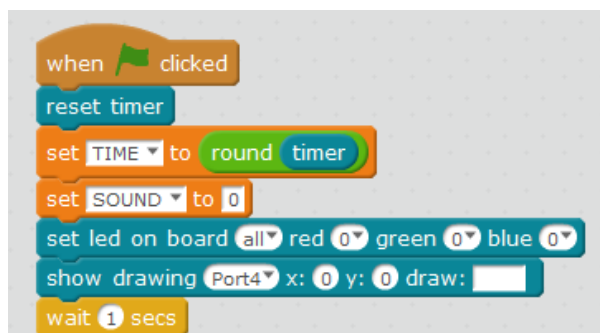 when clicked
reset timer
set TIME to round timer
set SOUND to 0
set led on board all red 0 green 0 blue 0
show drawing Port4 x: 0 y: 0 draw:
wait 1 secs